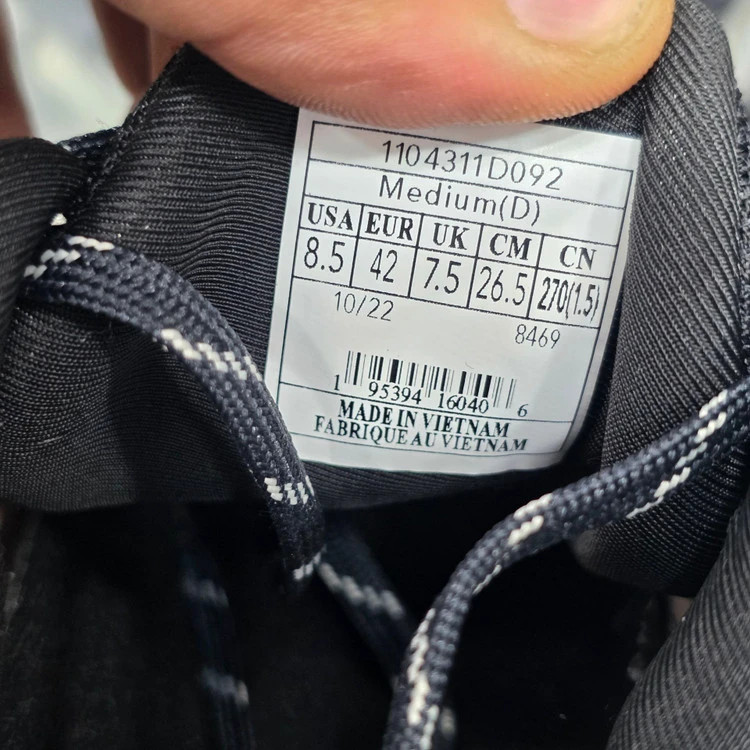 1104311D092
Medium(D)
USA EUR UK CM CN
8.5 42 7.5 26.5 270(1.5)
10/22 8469
1 95394 16040 6
MADE IN VIETNAM
FABRIQUE AU VIETNAM